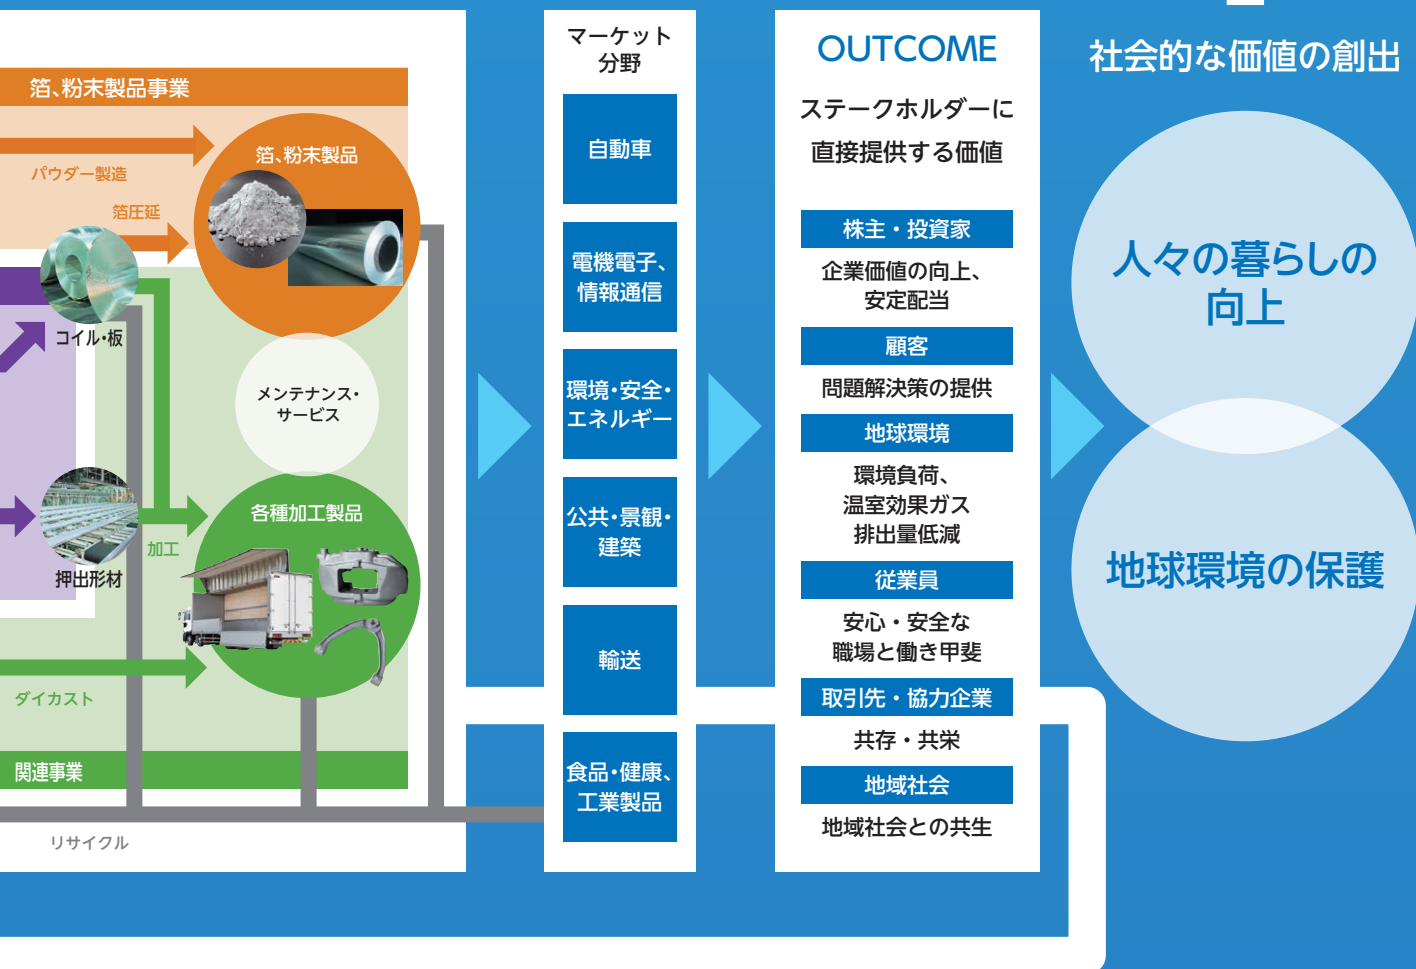 箔、粉末製品事業
パウダー製造
箔圧延
箔、粉末製品
コイル・板
メンテナンス・
サービス
押出形材
加工
各種加工製品
ダイカスト
関連事業
リサイクル
マーケット
分野
自動車
電機電子、
情報通信
環境・安全・
エネルギー
公共・景観・
建築
輸送
食品・健康、
工業製品
OUTCOME
ステークホルダーに
直接提供する価値
株主・投資家
企業価値の向上、
安定配当
顧客
問題解決策の提供
地球環境
環境負荷、
温室効果ガス
排出量低減
従業員
安心・安全な
職場と働き甲斐
取引先・協力企業
共存・共栄
地域社会
地域社会との共生
社会的な価値の創出
人々の暮らしの
向上
地球環境の保護